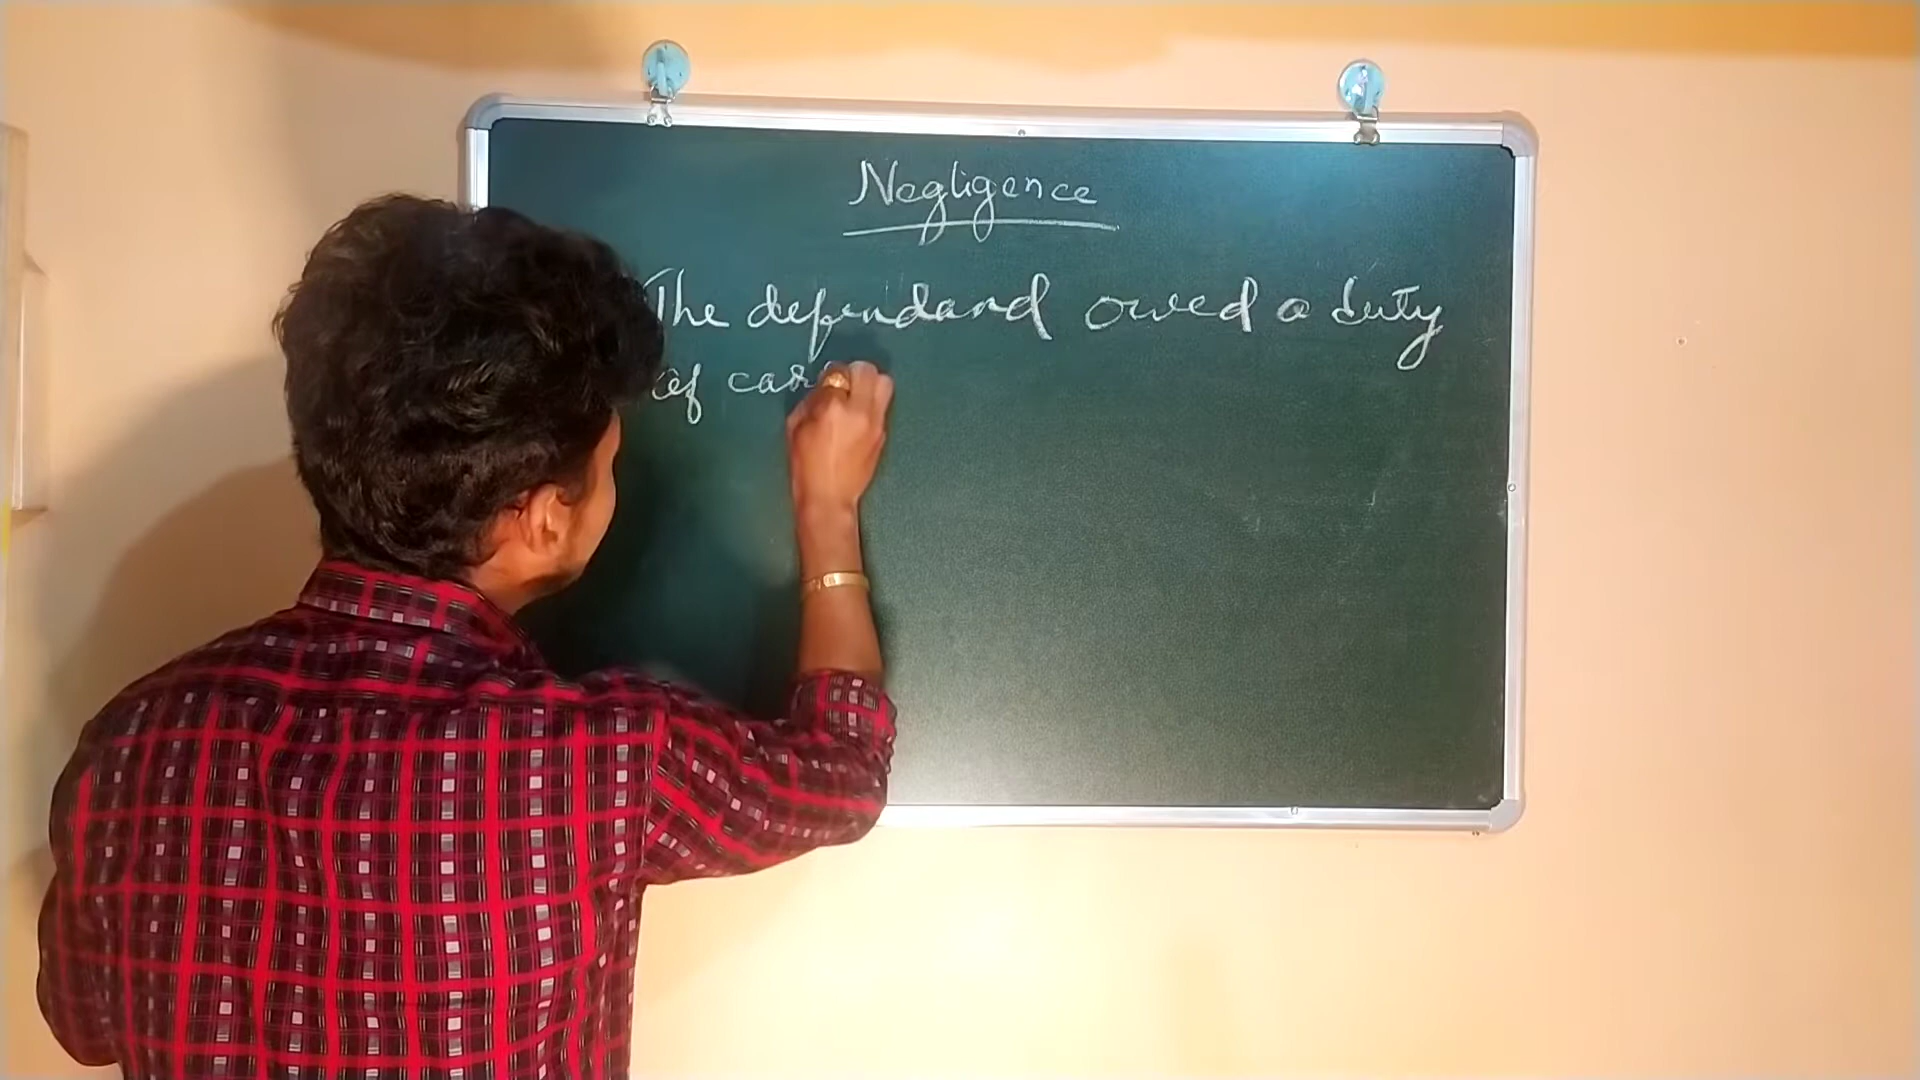 Negligence
The defendand owed a duty
of car